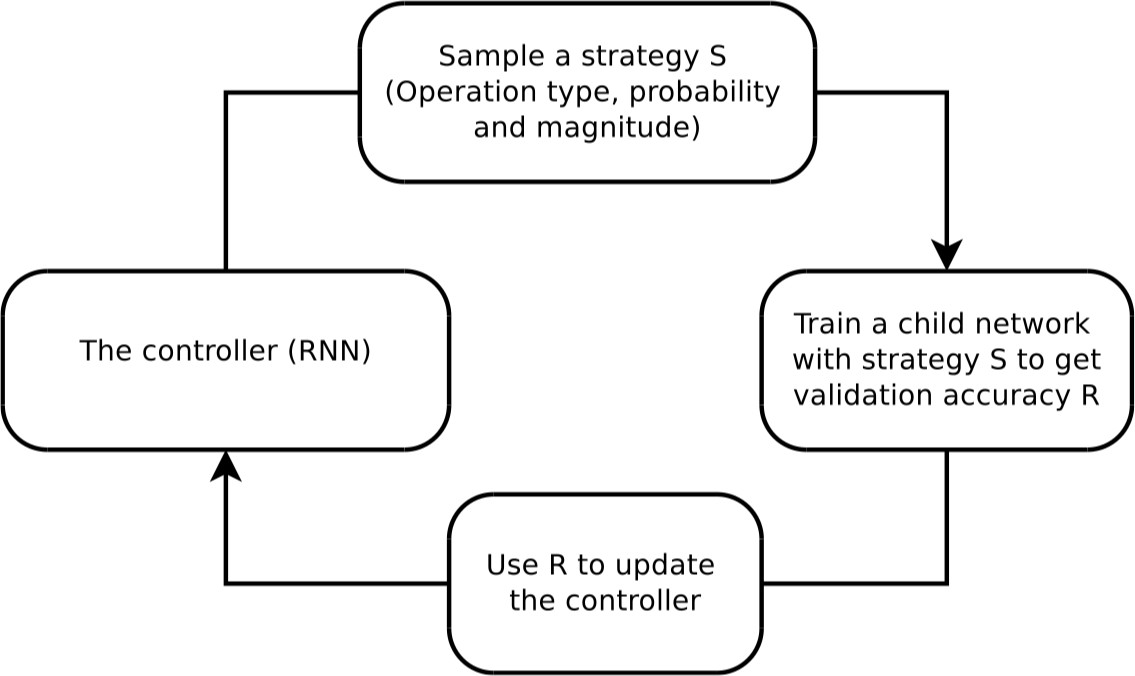 Sample a strategy S
(Operation type, probability
and magnitude)
The controller (RNN)
Train a child network
with strategy S to get
validation accuracy R
Use R to update
the controller